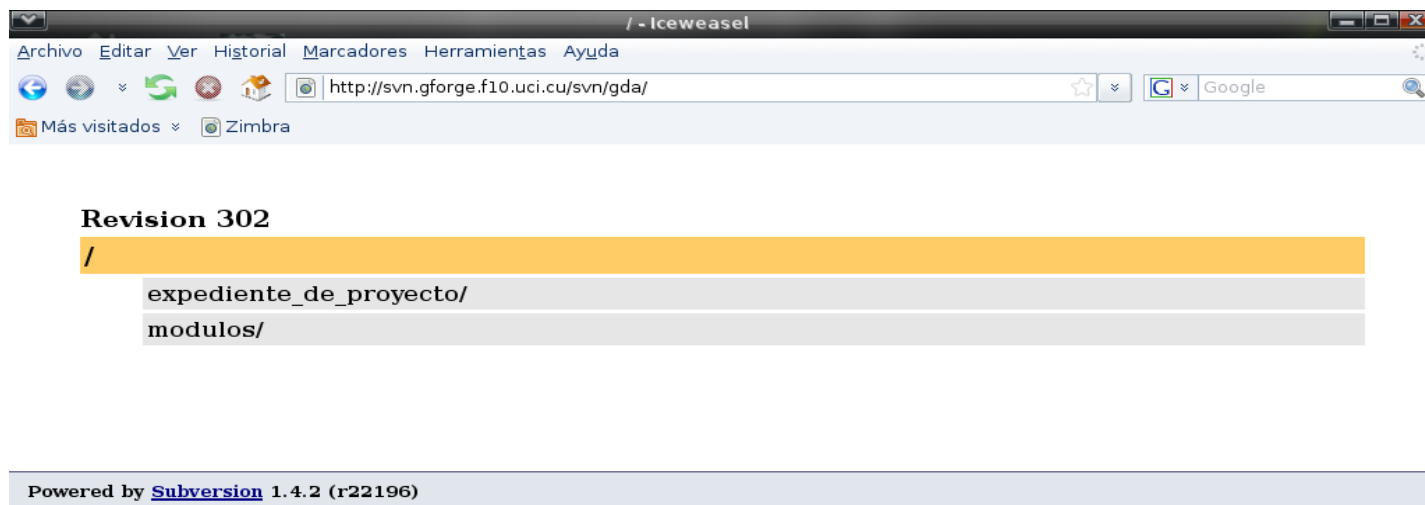 / - Iceweasel
Archivo Editar Ver Historial Marcadores Herramientas Ayuda
http://svn.gforge.f10.uci.cu/svn/gda/ G Google
Más visitados Zimbra
Revision 302
/
expediente_de_proyecto/
modulos/
Powered by Subversion 1.4.2 (r22196)